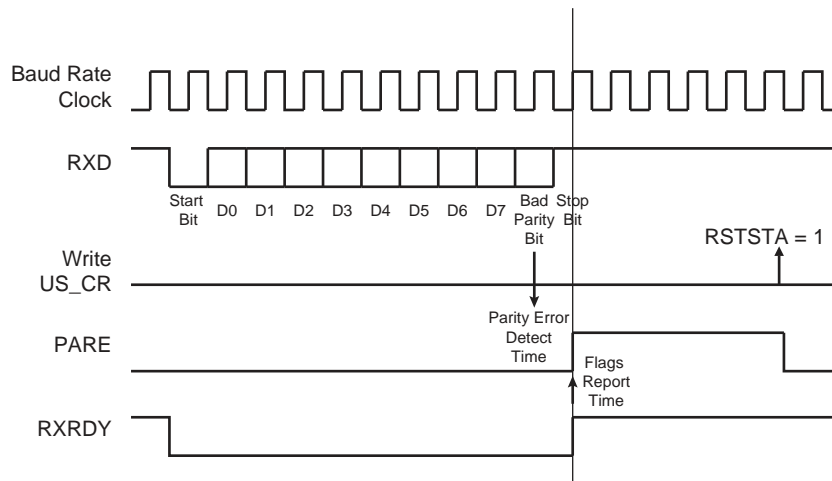 Baud Rate
Clock
RXD
Start
Bit
D0 D1 D2 D3 D4 D5 D6 D7
Bad
Parity
Bit
Stop
Bit
Write
US_CR
RSTSTA = 1
Parity Error
Detect
Time
PARE
Flags
Report
Time
RXRDY